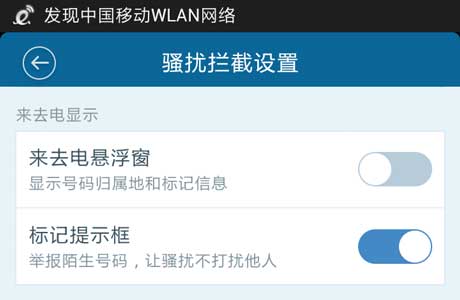 发现中国移动WLAN网络
骚扰拦截设置
来去电显示
来去电悬浮窗
显示号码归属地和标记信息
标记提示框
举报陌生号码，让骚扰不打扰他人